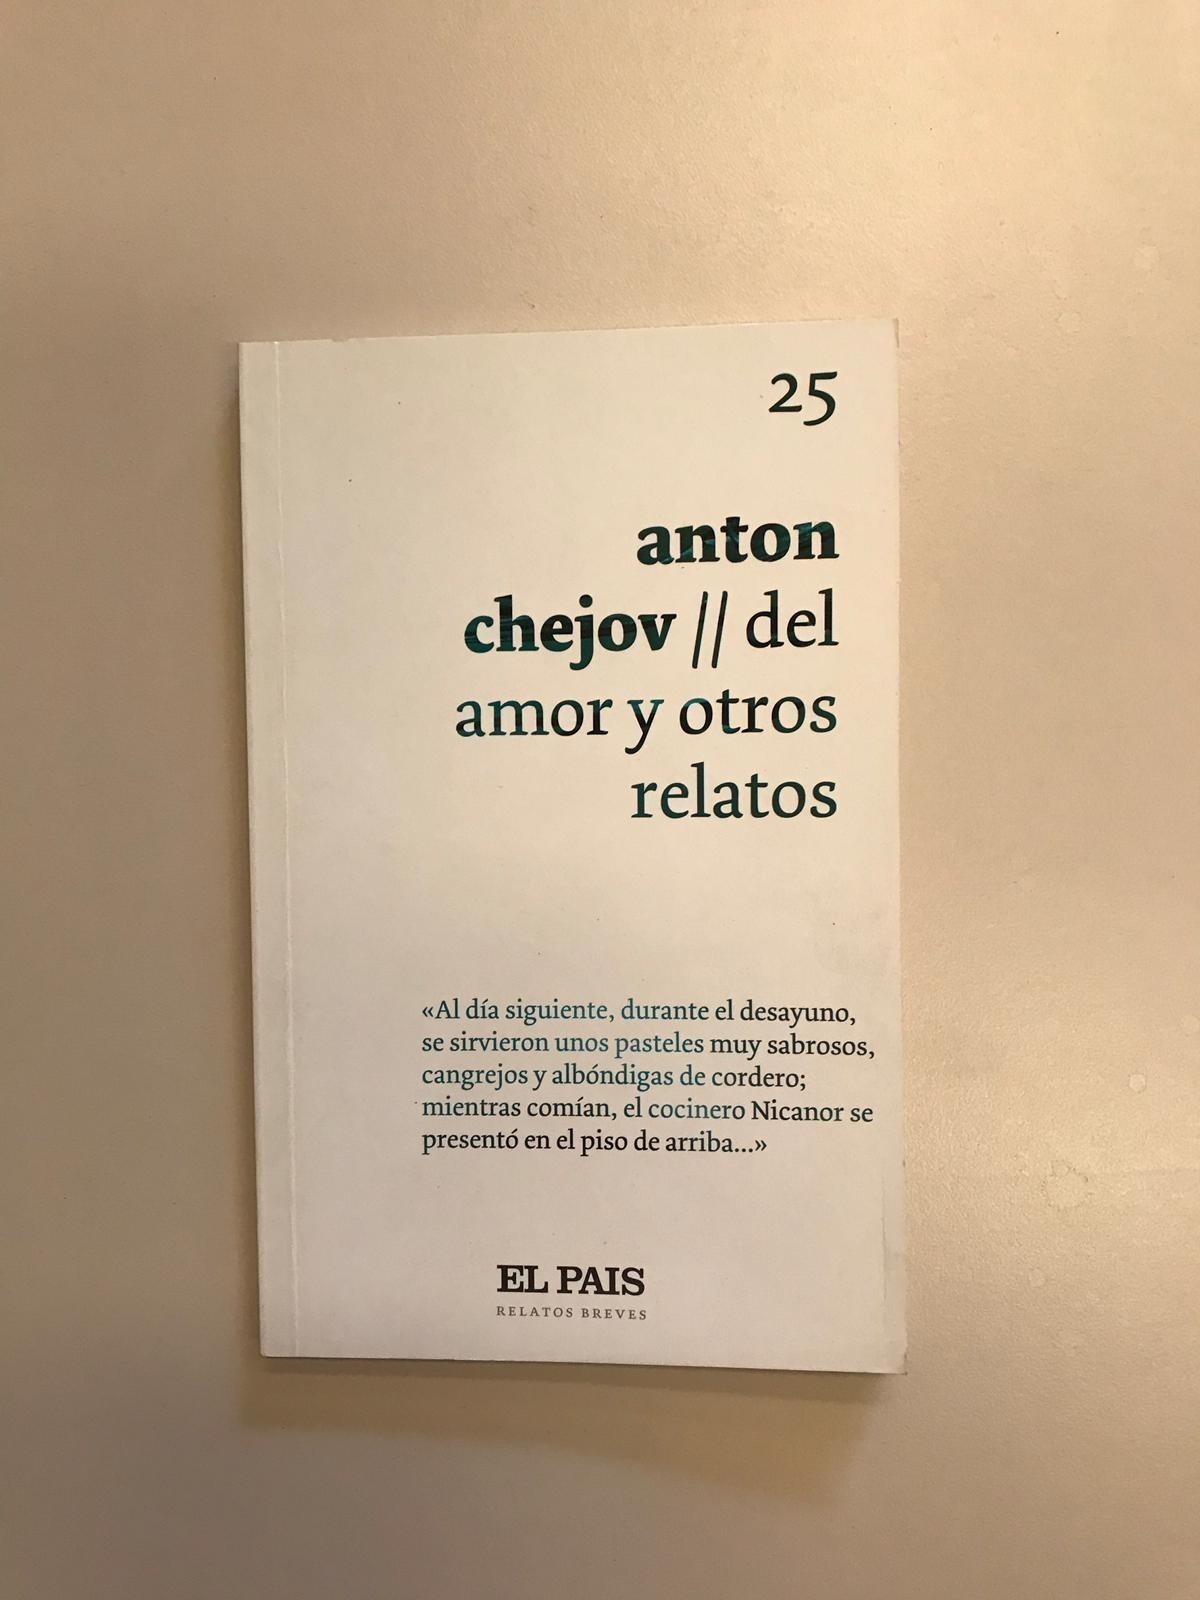 25
anton
chejov // del
amor y otros
relatos
«Al día siguiente, durante el desayuno,
se sirvieron unos pasteles muy sabrosos,
cangrejos y albóndigas de cordero;
mientras comían, el cocinero Nicanor se
presentó en el piso de arriba...»
EL PAIS
RELATOS BREVES